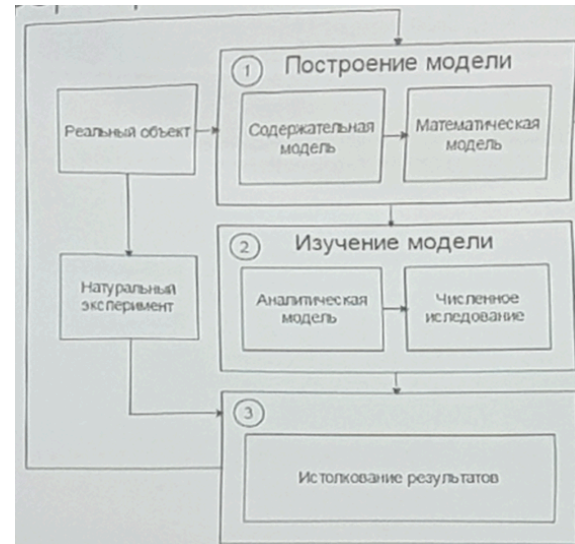 1
Построение модели
Реальный объект
Содержательная
модель
Математическая
модель
2
Изучение модели
Натуральный
эксперимент
Аналитическая
модель
Численное
иследование
3
Истолкование результатов